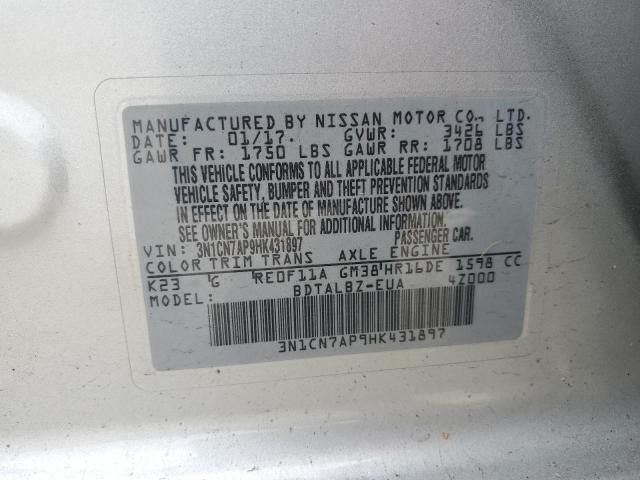 MANUFACTURED BY NISSAN MOTOR CO., LTD.
DATE: 01/17. GVWR: 3426 LBS
GAWR FR: 1750 LBS GAWR RR: 1708 LBS
THIS VEHICLE CONFORMS TO ALL APPLICABLE FEDERAL MOTOR
VEHICLE SAFETY, BUMPER AND THEFT PREVENTION STANDARDS
IN EFFECT ON THE DATE OF MANUFACTURE SHOWN ABOVE.
SEE OWNER'S MANUAL FOR ADDITIONAL INFORMATION.
VIN: 3N1CN7AP9HK431897 PASSENGER CAR.
COLOR TRIM TRANS AXLE ENGINE
K23 G RE0F11A GM38 HR16DE 1598 CC
MODEL: BDTALBZ-EUA 4Z000
3N1CN7AP9HK431897